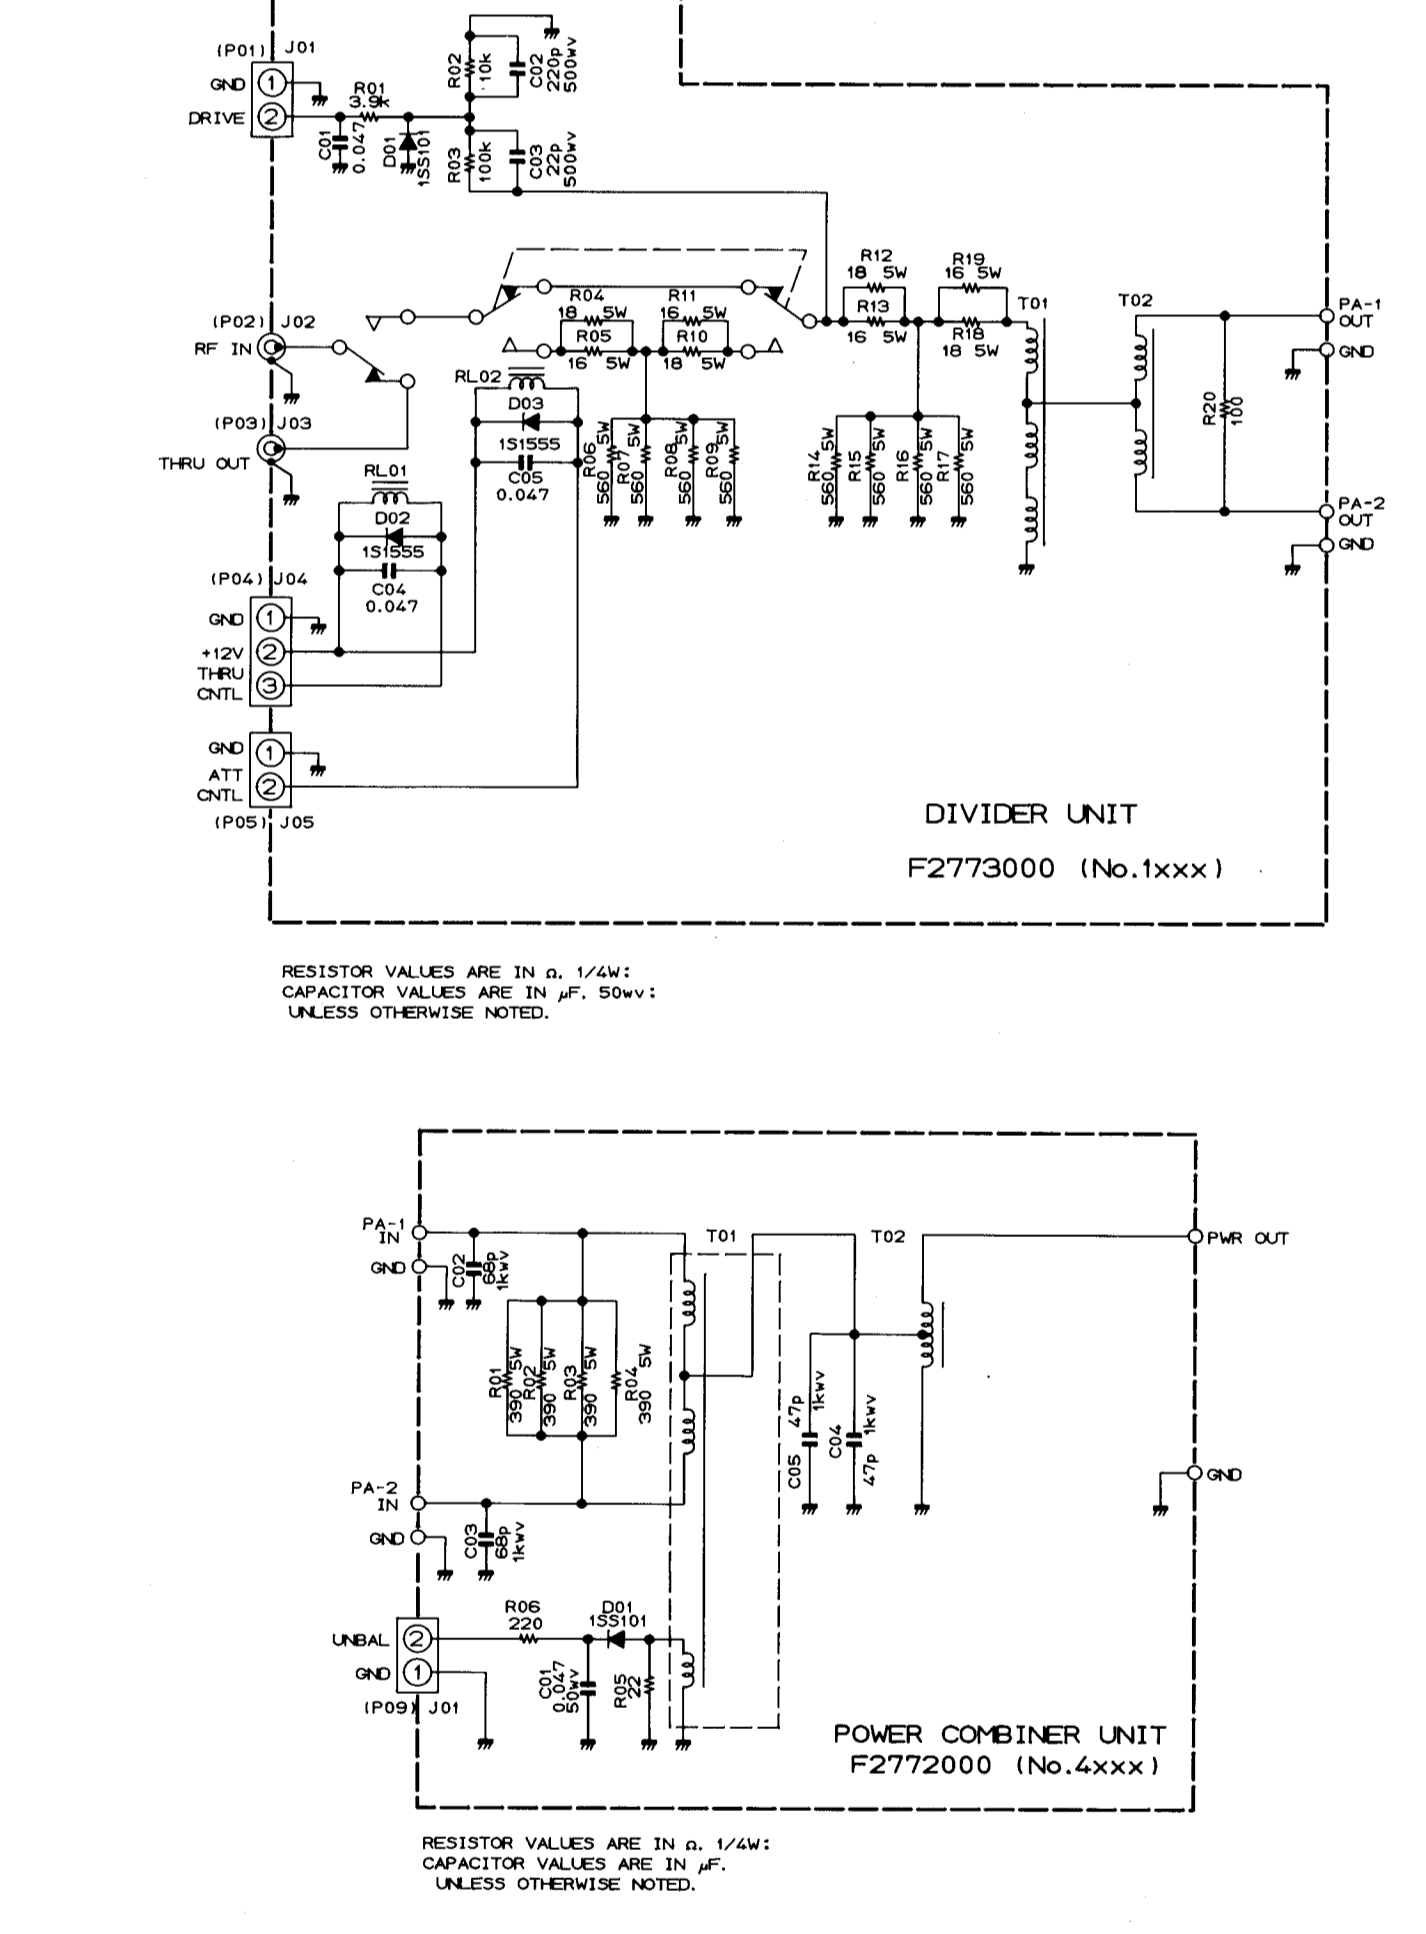 (P01) J01
GND 1
DRIVE 2
R01
3.9k
C01
0.047
D01
1SS101
R02
10k
C02
220p
500wv
R03
100k
C03
22p
500wv
(P02) J02
RF IN
(P03) J03
THRU OUT
R04
18 5W
R05
16 5W
R11
16 5W
R10
18 5W
R12
18 5W
R13
16 5W
R19
16 5W
R18
18 5W
T01
T02
PA-1
OUT
GND
R20
100
PA-2
OUT
GND
RL02
D03
1S1555
C05
0.047
R06
560 5W
R07
560 5W
R08
560 5W
R09
560 5W
R14
560 5W
R15
560 5W
R16
560 5W
R17
560 5W
RL01
D02
1S1555
C04
0.047
(P04) J04
GND 1
+12V 2
THRU
CNTL 3
GND 1
ATT
CNTL 2
(P05) J05
DIVIDER UNIT
F2773000 (No.1xxx)
RESISTOR VALUES ARE IN Ω. 1/4W:
CAPACITOR VALUES ARE IN μF. 50wv:
UNLESS OTHERWISE NOTED.
PA-1
IN
GND
C02
68p
1kwv
R01
390 5W
R02
390 5W
R03
390 5W
R04
390 5W
T01
T02
PWR OUT
C05
47p
1kwv
C04
47p
1kwv
GND
PA-2
IN
GND
C03
68p
1kwv
R06
220
D01
1SS101
UNBAL 2
GND 1
(P09) J01
C01
0.047
50wv
R05
22
POWER COMBINER UNIT
F2772000 (No.4xxx)
RESISTOR VALUES ARE IN Ω. 1/4W:
CAPACITOR VALUES ARE IN μF.
UNLESS OTHERWISE NOTED.